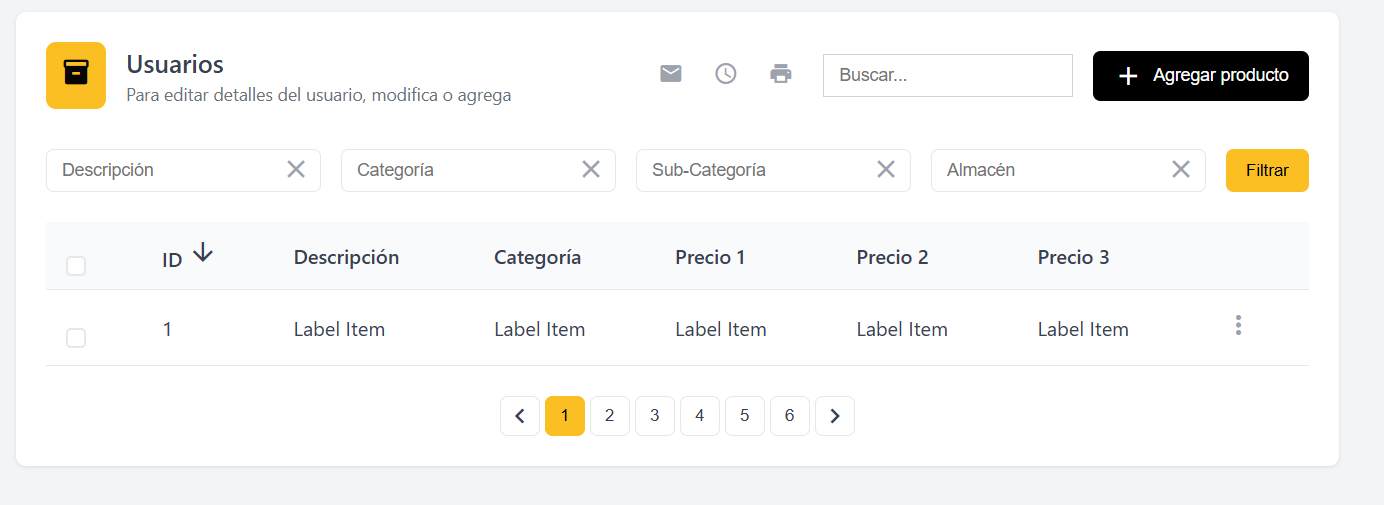 Usuarios
Para editar detalles del usuario, modifica o agrega
Buscar...
Agregar producto
Descripción
Categoría
Sub-Categoría
Almacén
Filtrar
ID Descripción Categoría Precio 1 Precio 2 Precio 3
1 Label Item Label Item Label Item Label Item Label Item
1 2 3 4 5 6